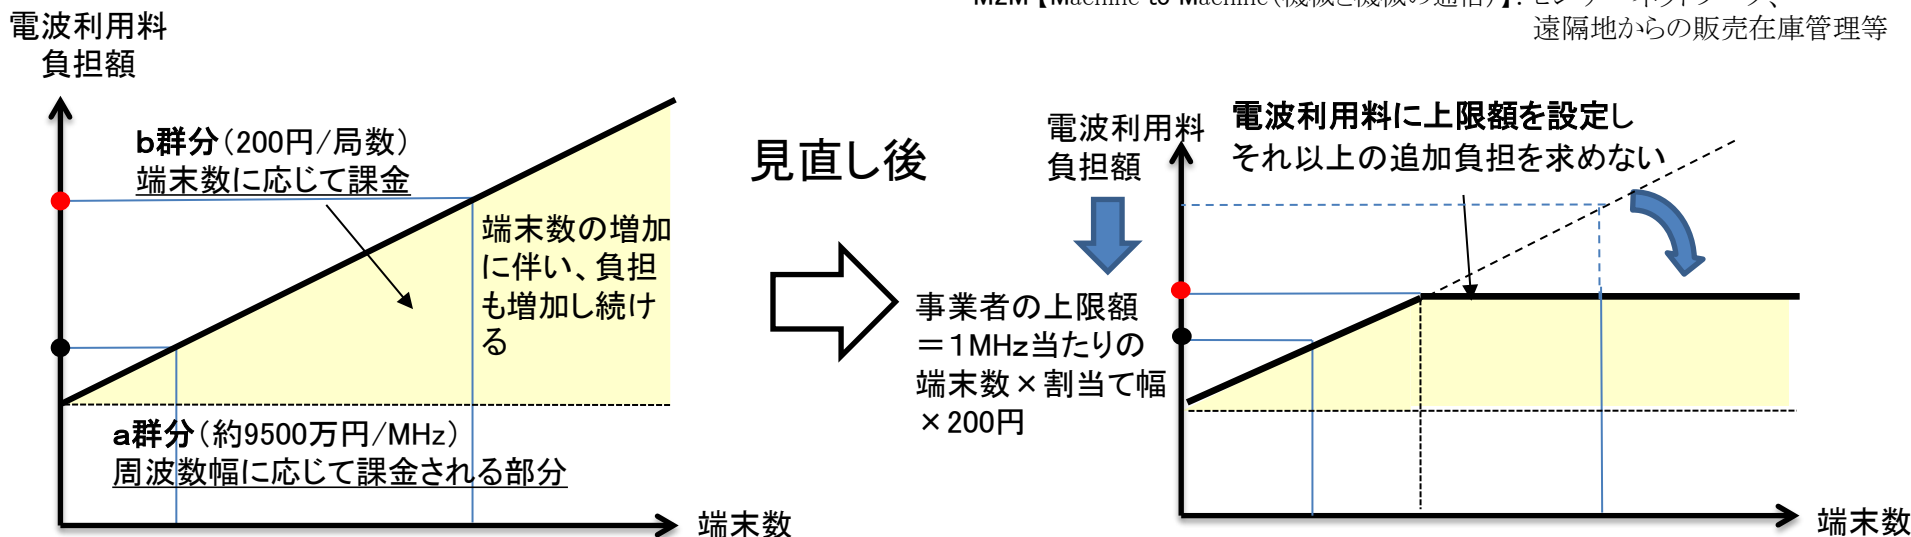 遠隔地からの販売在庫管理等
電波利用料
負担額
b群分（200円/局数）
端末数に応じて課金
端末数の増加
に伴い、負担
も増加し続け
る
a群分（約9500万円/MHz）
周波数幅に応じて課金される部分
端末数
見直し後
電波利用料
負担額
電波利用料に上限額を設定し
それ以上の追加負担を求めない
事業者の上限額
＝１MHz当たりの
端末数×割当て幅
×200円
端末数